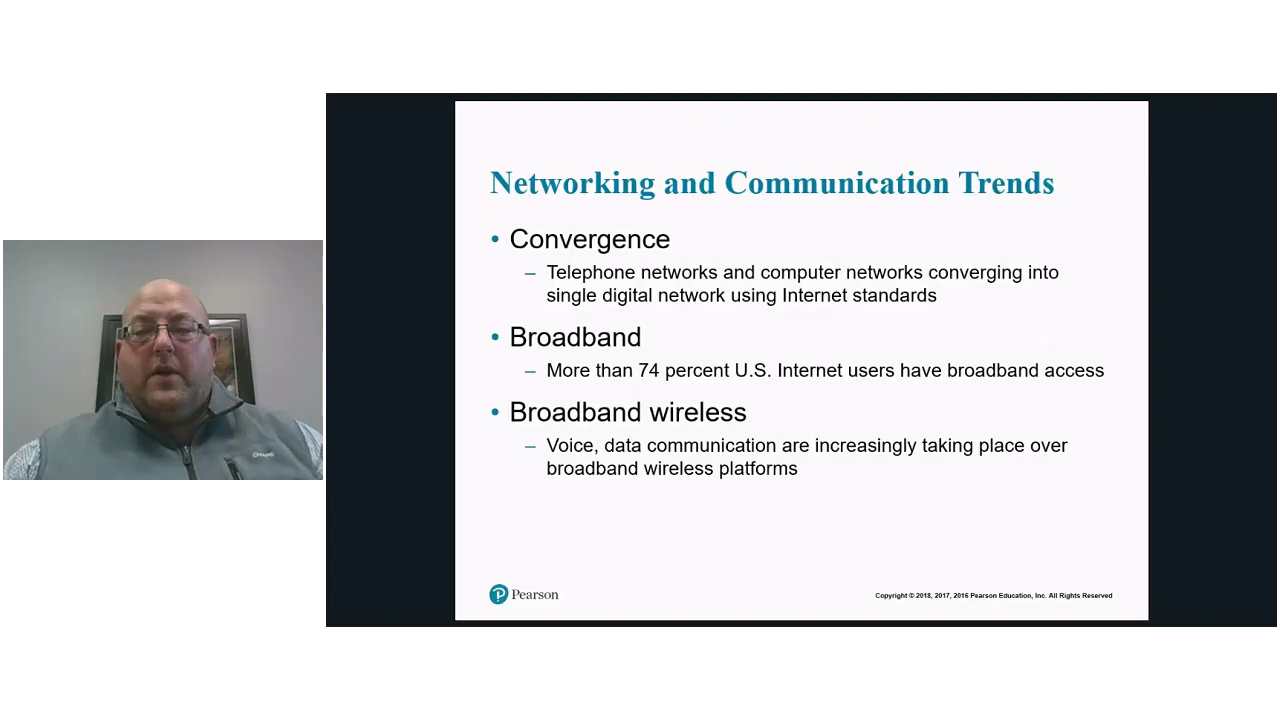 Networking and Communication Trends
• Convergence
– Telephone networks and computer networks converging into
single digital network using Internet standards
• Broadband
– More than 74 percent U.S. Internet users have broadband access
• Broadband wireless
– Voice, data communication are increasingly taking place over
broadband wireless platforms
Pearson
Copyright © 2018, 2017, 2016 Pearson Education, Inc. All Rights Reserved